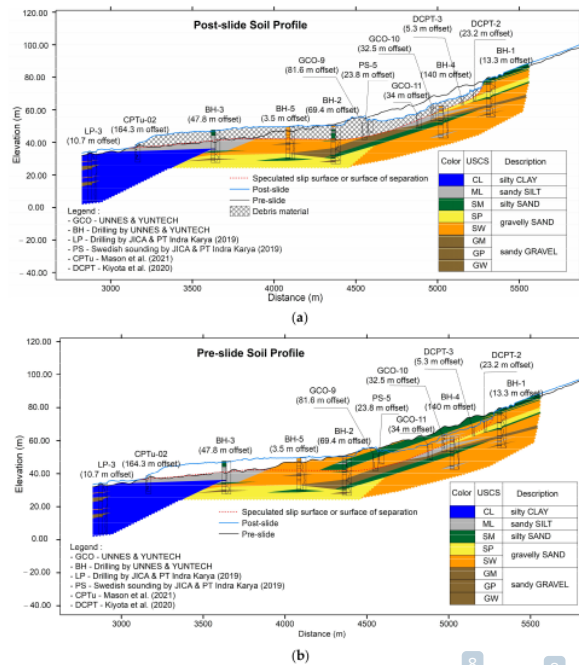 Post-slide Soil Profile
120.00
100.00
80.00
60.00
40.00
20.00
0.00
− 20.00
− 40.00
Elevation (m)
LP-3
(10.7 m offset)
CPTu-02
(164.3 m offset)
BH-3
(47.8 m offset)
BH-5
(3.5 m offset)
BH-2
(69.4 m offset)
GCO-9
(81.6 m offset)
PS-5
(23.8 m offset)
GCO-10
(32.5 m offset)
GCO-11
(34 m offset)
DCPT-3
(5.3 m offset)
BH-4
(140 m offset)
DCPT-2
(23.2 m offset)
BH-1
(13.3 m offset)
Speculated slip surface or surface of separation
Post-slide
Pre-slide
Debris material
Legend :
- GCO - UNNES & YUNTECH
- BH - Drilling by UNNES & YUNTECH
- LP - Drilling by JICA & PT Indra Karya (2019)
- PS - Swedish sounding by JICA & PT Indra Karya (2019)
- CPTu - Mason et al. (2021)
- DCPT - Kiyota et al. (2020)
Color USCS Description
CL silty CLAY
ML sandy SILT
SM silty SAND
SP gravelly SAND
SW
GM
GP sandy GRAVEL
GW
3000 3500 4000 4500 5000 5500
Distance (m)
(a)
Pre-slide Soil Profile
120.00
100.00
80.00
60.00
40.00
20.00
0.00
− 20.00
− 40.00
Elevation (m)
LP-3
(10.7 m offset)
CPTu-02
(164.3 m offset)
BH-3
(47.8 m offset)
BH-5
(3.5 m offset)
BH-2
(69.4 m offset)
GCO-9
(81.6 m offset)
PS-5
(23.8 m offset)
GCO-10
(32.5 m offset)
GCO-11
(34 m offset)
DCPT-3
(5.3 m offset)
BH-4
(140 m offset)
DCPT-2
(23.2 m offset)
BH-1
(13.3 m offset)
Speculated slip surface or surface of separation
Post-slide
Pre-slide
Legend :
- GCO - UNNES & YUNTECH
- BH - Drilling by UNNES & YUNTECH
- LP - Drilling by JICA & PT Indra Karya (2019)
- PS - Swedish sounding by JICA & PT Indra Karya (2019)
- CPTu - Mason et al. (2021)
- DCPT - Kiyota et al. (2020)
Color USCS Description
CL silty CLAY
ML sandy SILT
SM silty SAND
SP gravelly SAND
SW
GM
GP sandy GRAVEL
GW
3000 3500 4000 4500 5000 5500
Distance (m)
(b)
8